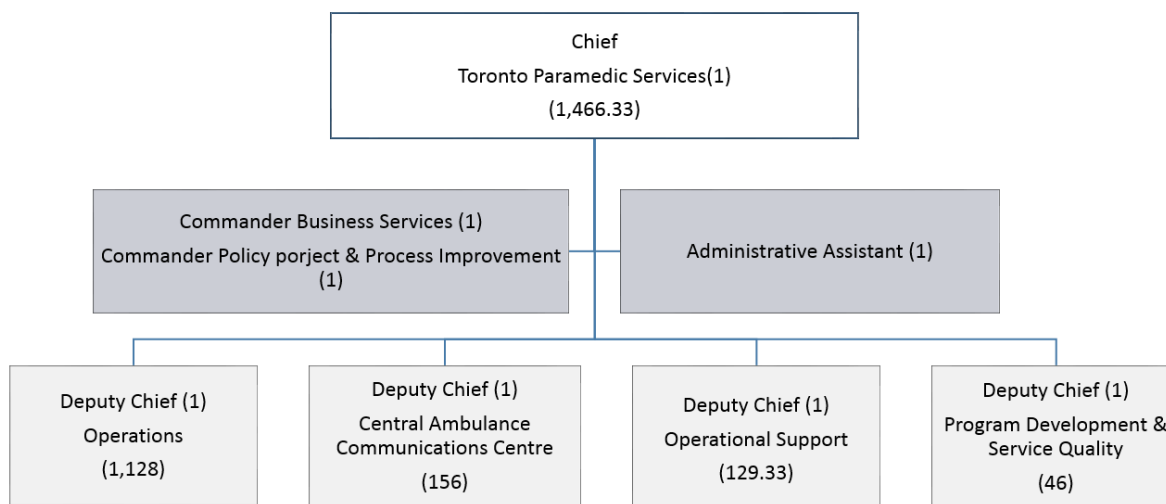 Chief
Toronto Paramedic Services(1)
(1,466.33)
Commander Business Services (1)
Commander Policy porject & Process Improvement
(1)
Administrative Assistant (1)
Deputy Chief (1)
Operations
(1,128)
Deputy Chief (1)
Central Ambulance
Communications Centre
(156)
Deputy Chief (1)
Operational Support
(129.33)
Deputy Chief (1)
Program Development &
Service Quality
(46)